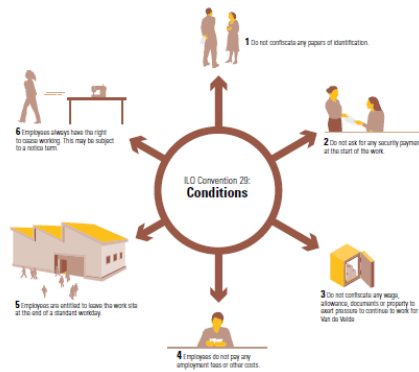 1 Do not confiscate any papers of identification.
2 Do not ask for any security payment
at the start of the work.
3 Do not confiscate any wage,
allowance, documents or property to
exert pressure to continue to work for
Van de Velde
4 Employees do not pay any
employment fees or other costs.
5 Employees are entitled to leave the work site
at the end of a standard workday.
6 Employees always have the right
to cease working. This may be subject
to a notice term.
ILO Convention 29:
Conditions